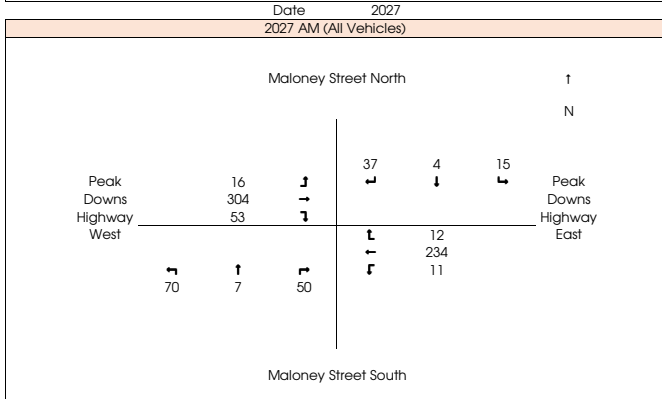 Date 2027
2027 AM (All Vehicles)
Maloney Street North ↑
N
37 4 15
Peak 16 ↵ ↓ ↳ Peak
Downs 304 → Downs
Highway 53 Highway
West 12 East
← 234
↑ 11
70 7 50
Maloney Street South